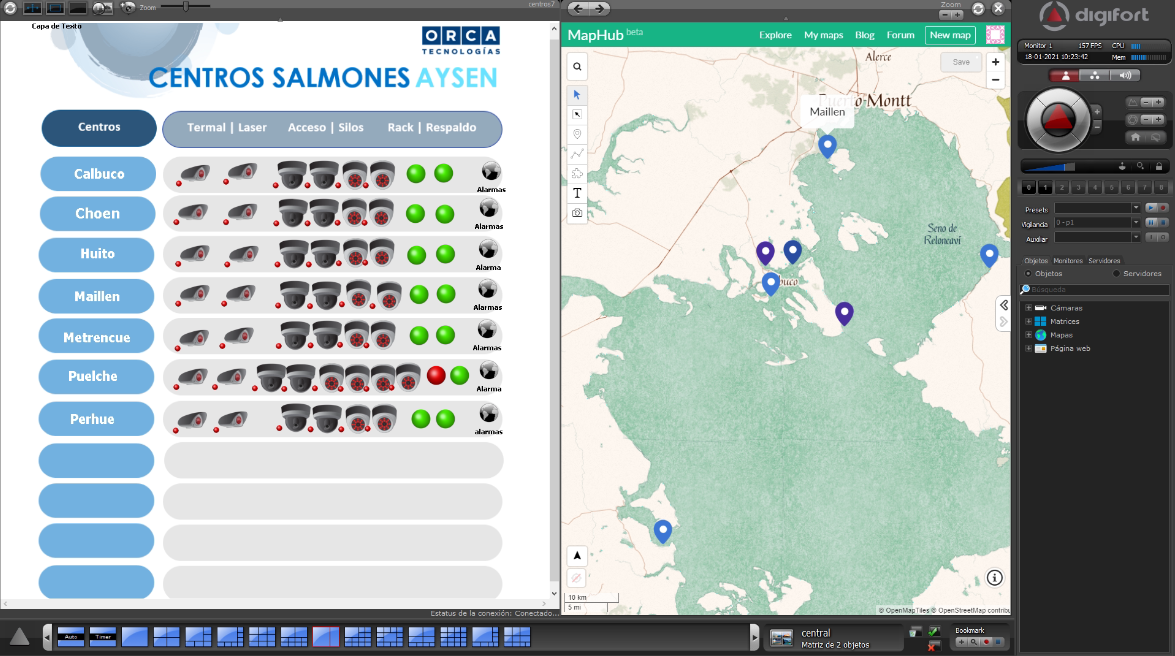 Zoom
centros7
Capa de Texto
ORCA
TECNOLOGÍAS
CENTROS SALMONES AYSEN
Centros
Termal | Laser
Acceso | Silos
Rack | Respaldo
Calbuco
Alarmas
Choen
Alarmas
Huito
Alarma
Maillen
Alarmas
Metrencue
Alarmas
Puelche
Alarma
Perhue
alarmas
Estatus de la conexión: Conectado...
Zoom
MapHub beta
Explore
My maps
Blog
Forum
New map
Save
Alerce
Puerto-Montt
Maillen
Seno de
Reloncaví
buco
T
10 km
5 mi
© OpenMapTiles © OpenStreetMap contribu
digifort
Monitor 1
157 FPS
CPU
18-01-2021 10:23:42
Mem
0 1 2 3 4 5 6 7 8
Presets
Vigilancia
0 - p1
Auxiliar
Objetos
Monitores
Servidores
Objetos
Servidores
Búsqueda
Cámaras
Matrices
Mapas
Página web
Auto
Timer
central
Matriz de 2 objetos
Bookmark